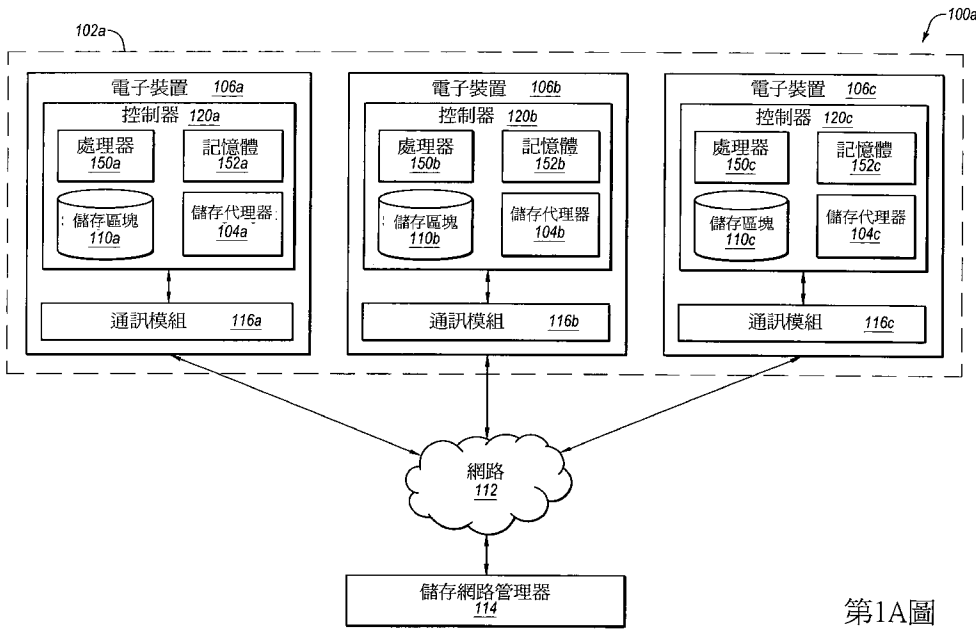 102a
100a
電子裝置 106a
控制器 120a
處理器
150a
記憶體
152a
儲存區塊
110a
儲存代理器
104a
通訊模組 116a
電子裝置 106b
控制器 120b
處理器
150b
記憶體
152b
儲存區塊
110b
儲存代理器
104b
通訊模組 116b
電子裝置 106c
控制器 120c
處理器
150c
記憶體
152c
儲存區塊
110c
儲存代理器
104c
通訊模組 116c
網路
112
儲存網路管理器
114
第1A圖